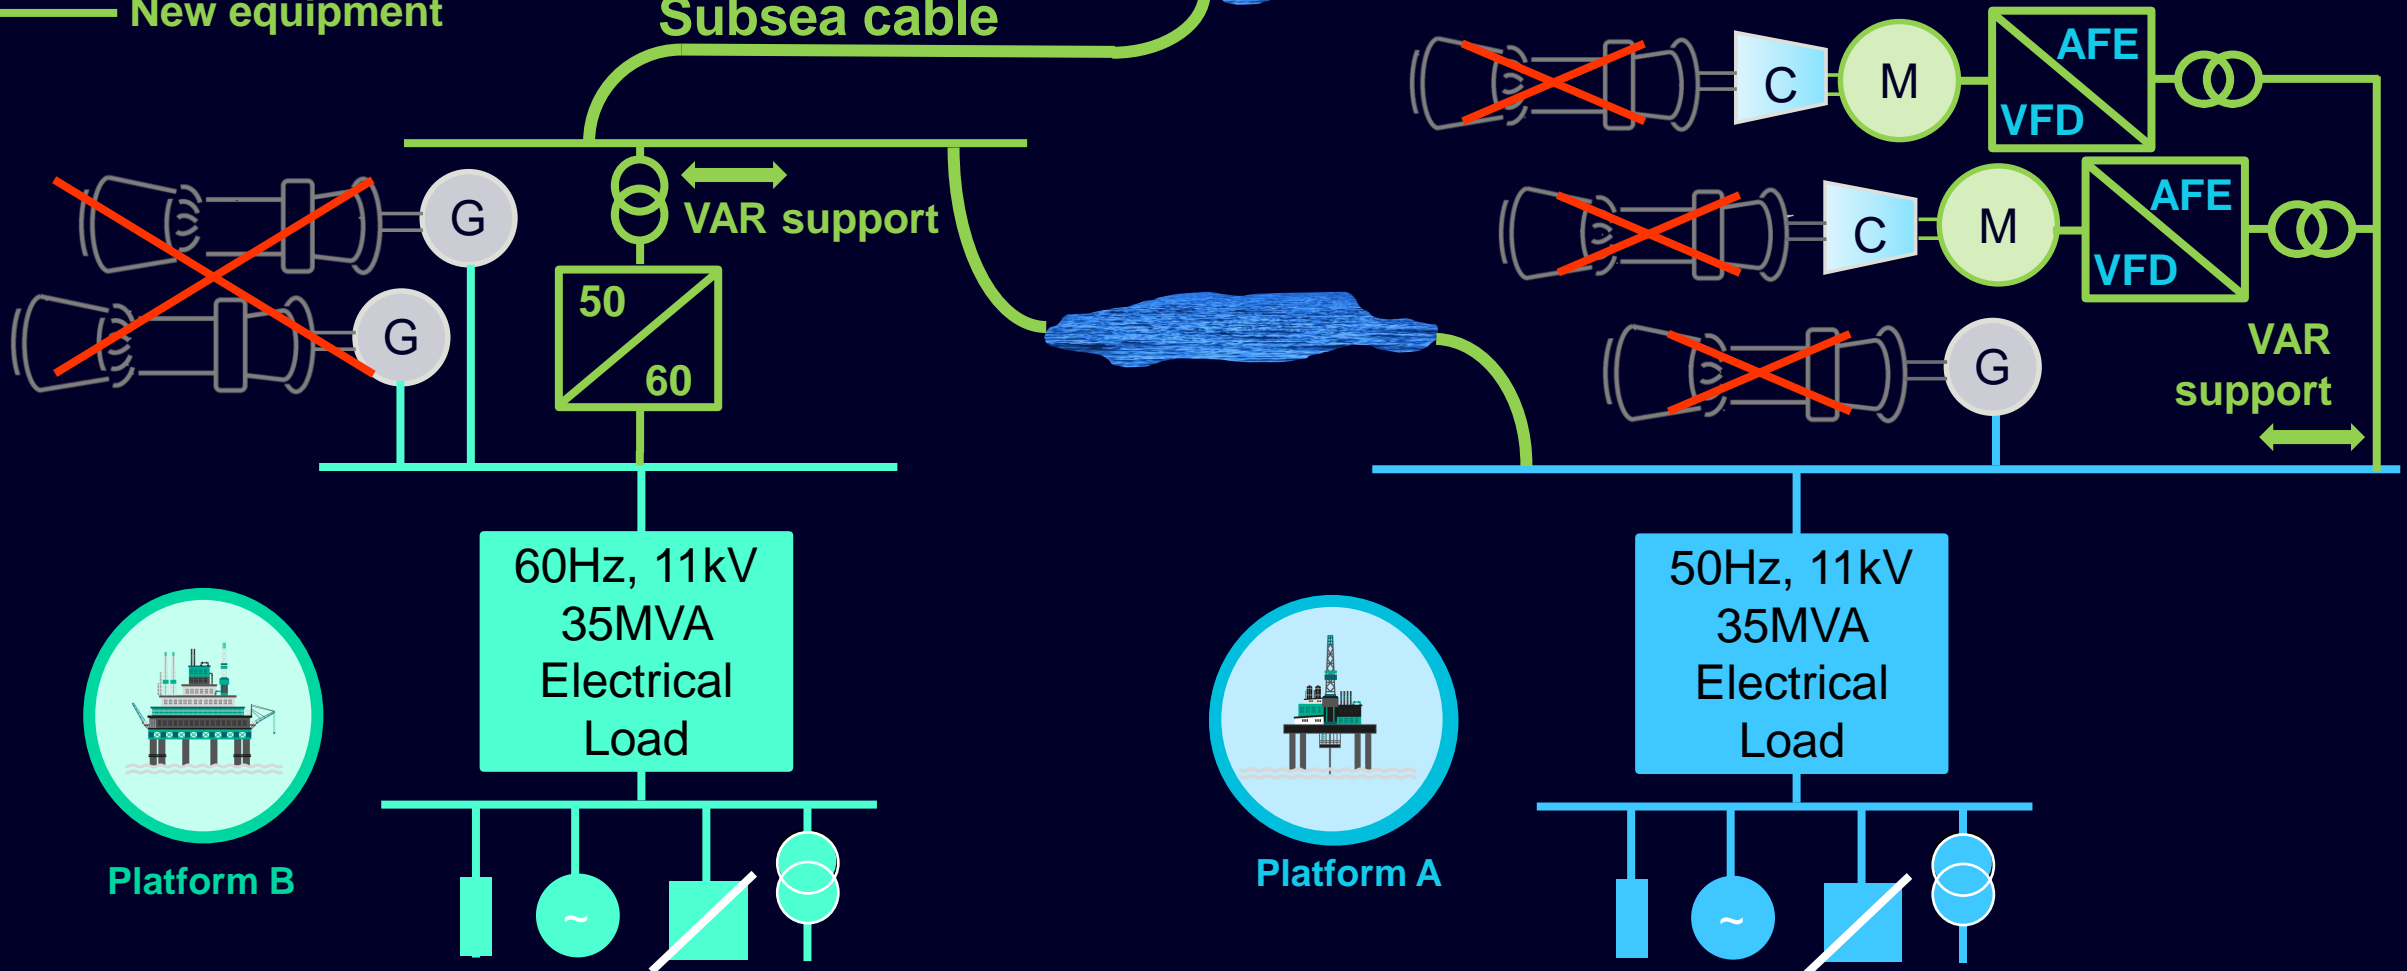 New equipment
Subsea cable
AFE
VFD
C
M
AFE
VFD
C
M
G
G
VAR support
50
60
G
VAR
support
60Hz, 11kV
35MVA
Electrical
Load
50Hz, 11kV
35MVA
Electrical
Load
Platform B
Platform A
~
~